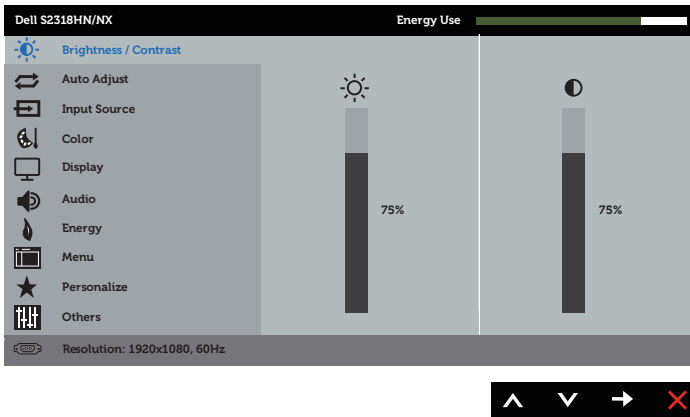 Dell S2318HN/NX Energy Use
Brightness / Contrast
Auto Adjust
Input Source
Color
Display
Audio
Energy
Menu
Personalize
Others
75% 75%
Resolution: 1920x1080, 60Hz